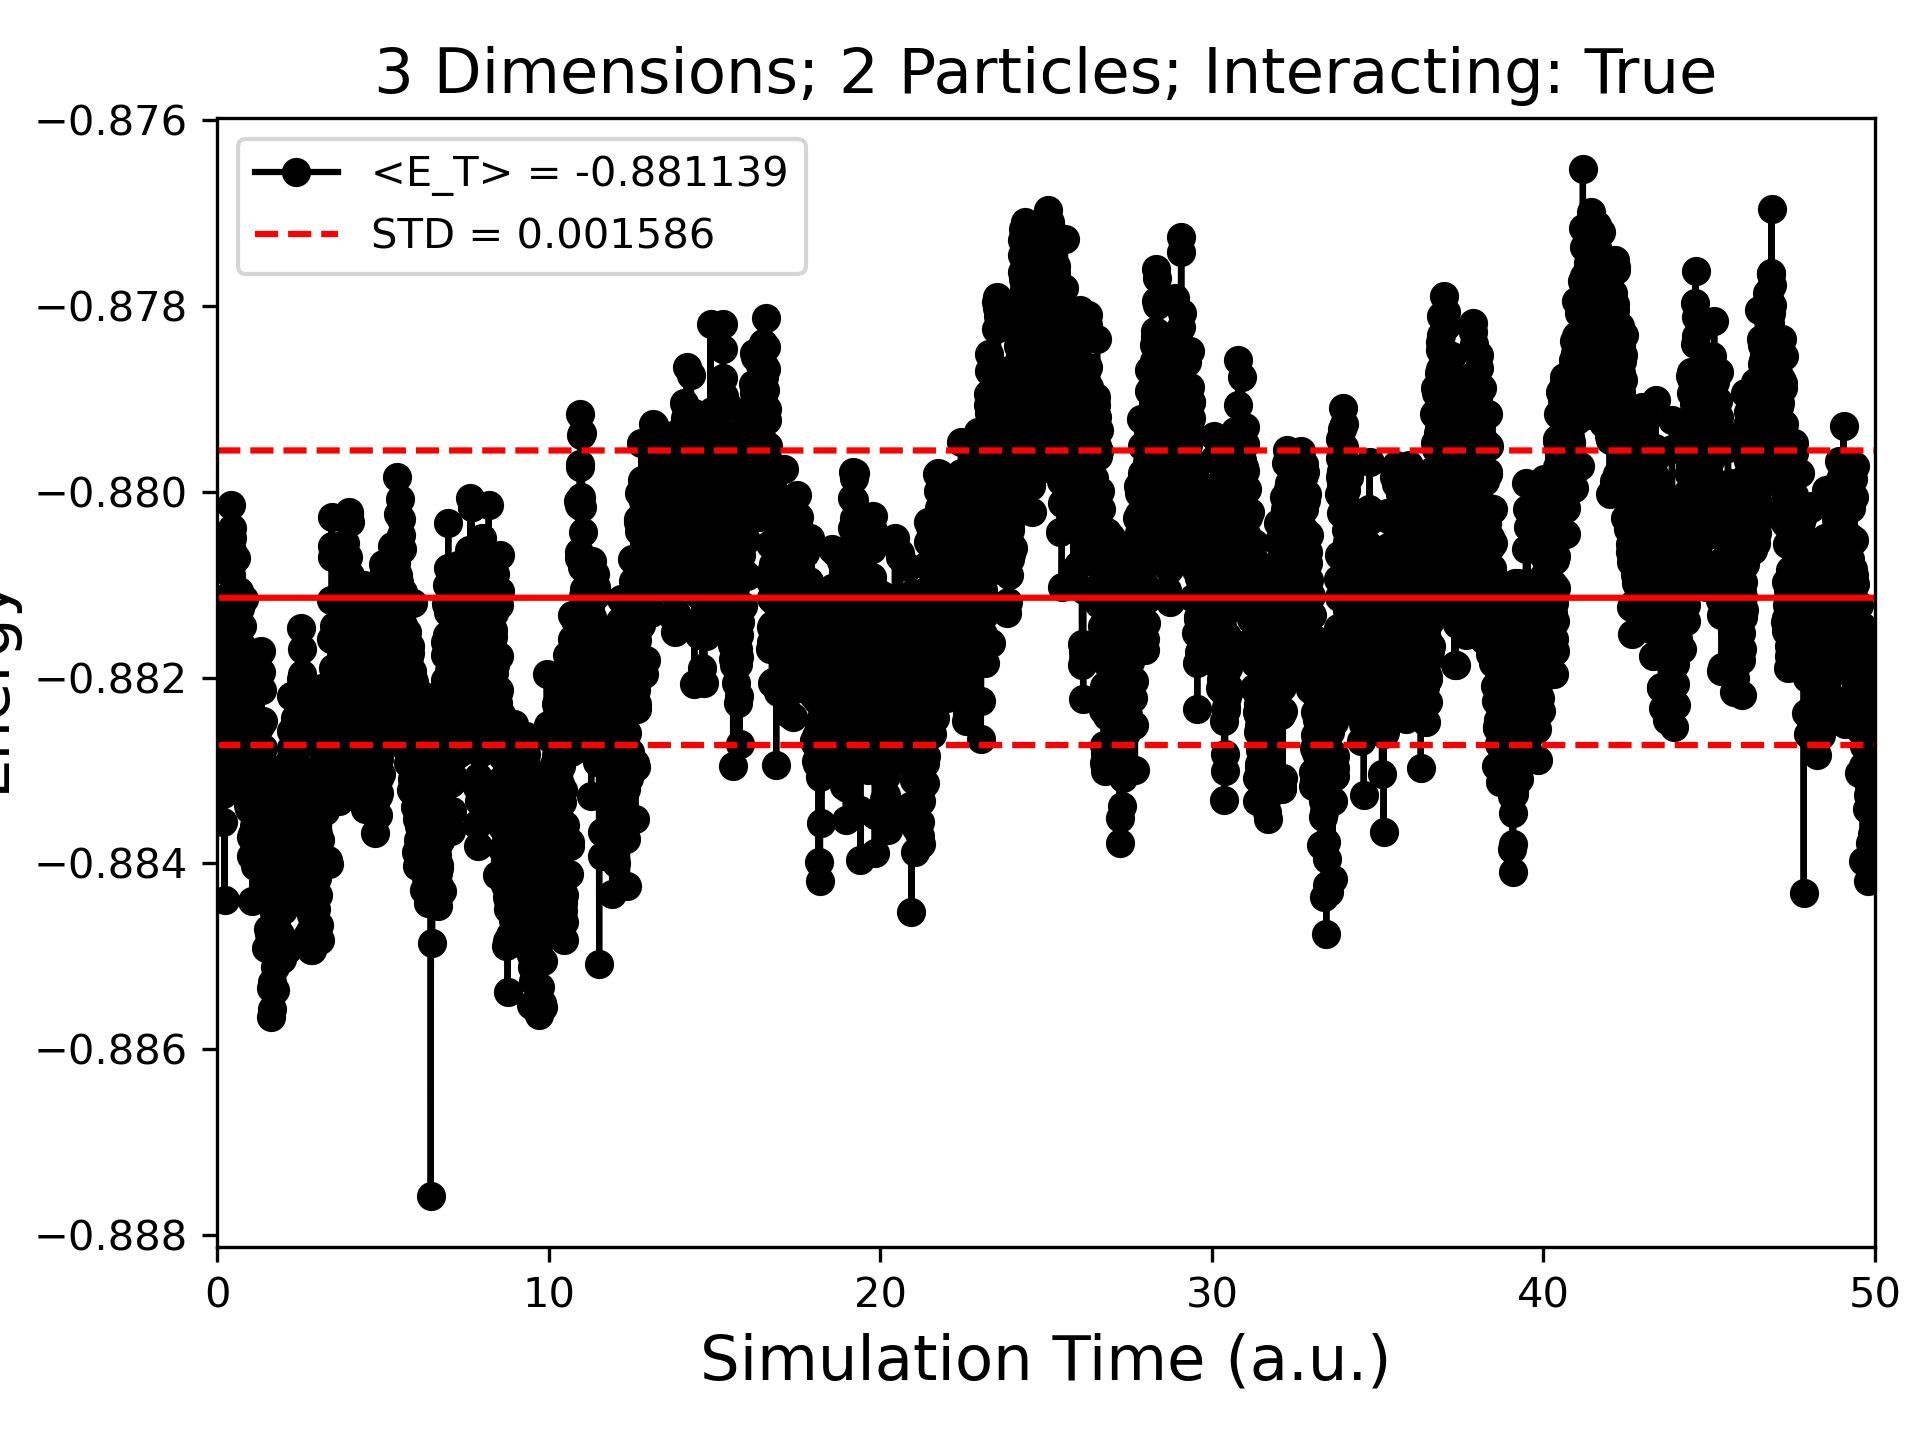 3 Dimensions; 2 Particles; Interacting: True
<E_T> = -0.881139
STD = 0.001586
−0.876
−0.878
−0.880
−0.882
−0.884
−0.886
−0.888
Energy
0 10 20 30 40 50
Simulation Time (a.u.)